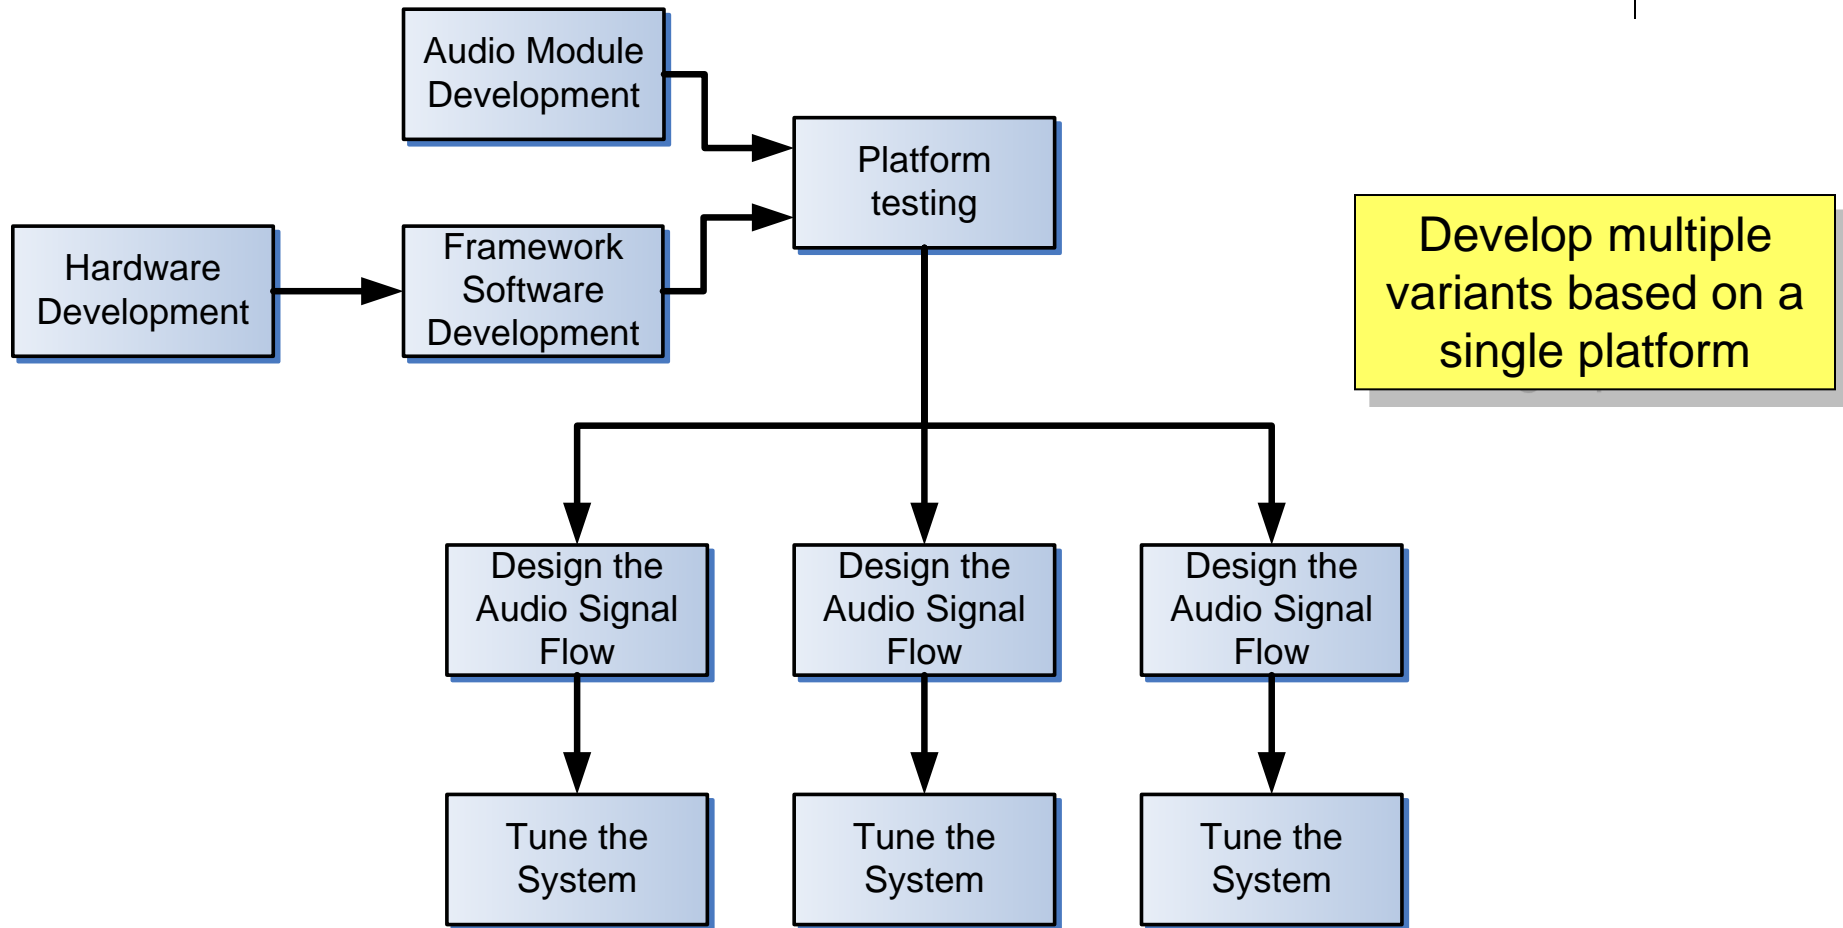 Audio Module
Development
Platform
testing
Hardware
Development
Framework
Software
Development
Develop multiple
variants based on a
single platform
Design the
Audio Signal
Flow
Design the
Audio Signal
Flow
Design the
Audio Signal
Flow
Tune the
System
Tune the
System
Tune the
System